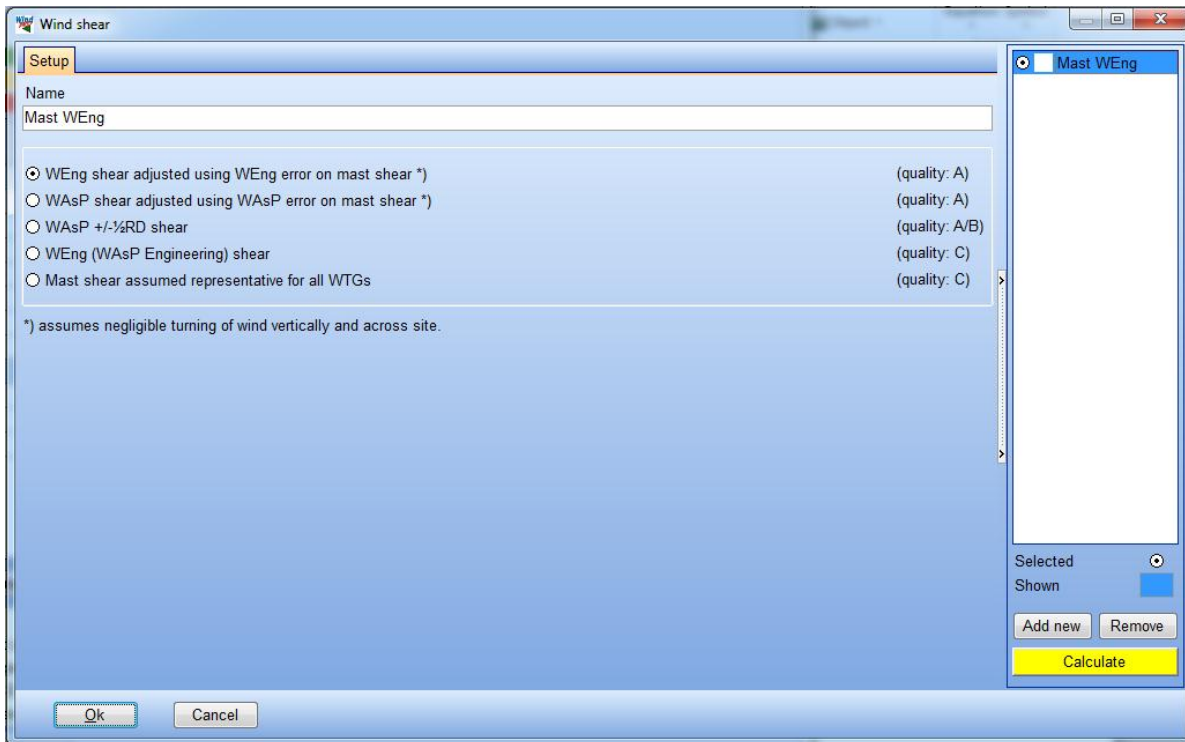 Wind shear
Setup
Name
Mast WEng
WEng shear adjusted using WEng error on mast shear *) (quality: A)
WAsP shear adjusted using WAsP error on mast shear *) (quality: A)
WAsP +/-½RD shear (quality: A/B)
WEng (WAsP Engineering) shear (quality: C)
Mast shear assumed representative for all WTGs (quality: C)
*) assumes negligible turning of wind vertically and across site.
Mast WEng
Selected
Shown
Add new Remove
Calculate
Ok Cancel